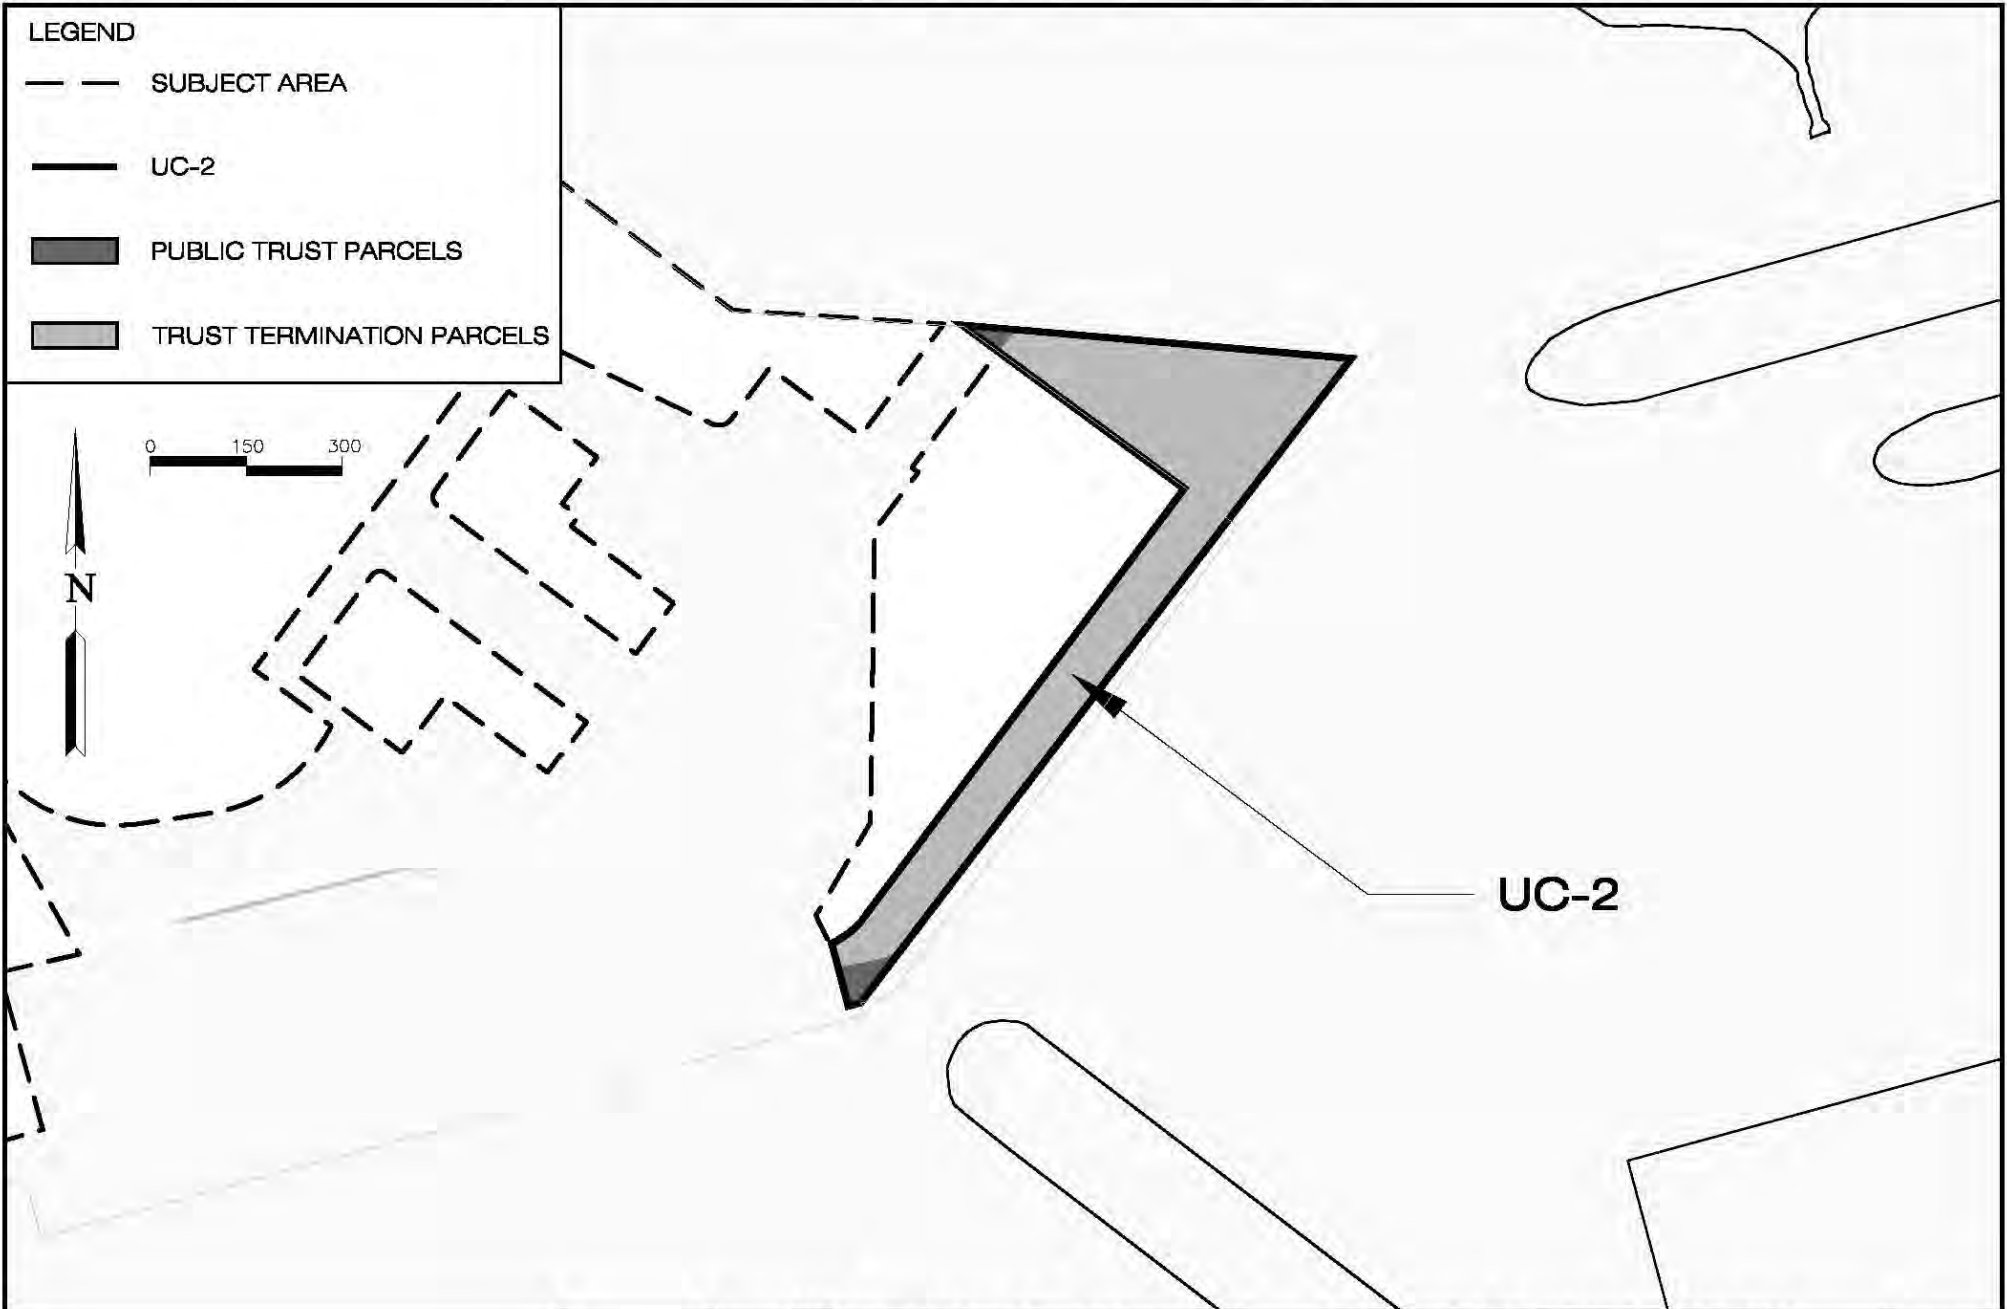 LEGEND
SUBJECT AREA
UC-2
PUBLIC TRUST PARCELS
TRUST TERMINATION PARCELS
0 150 300
N
UC-2